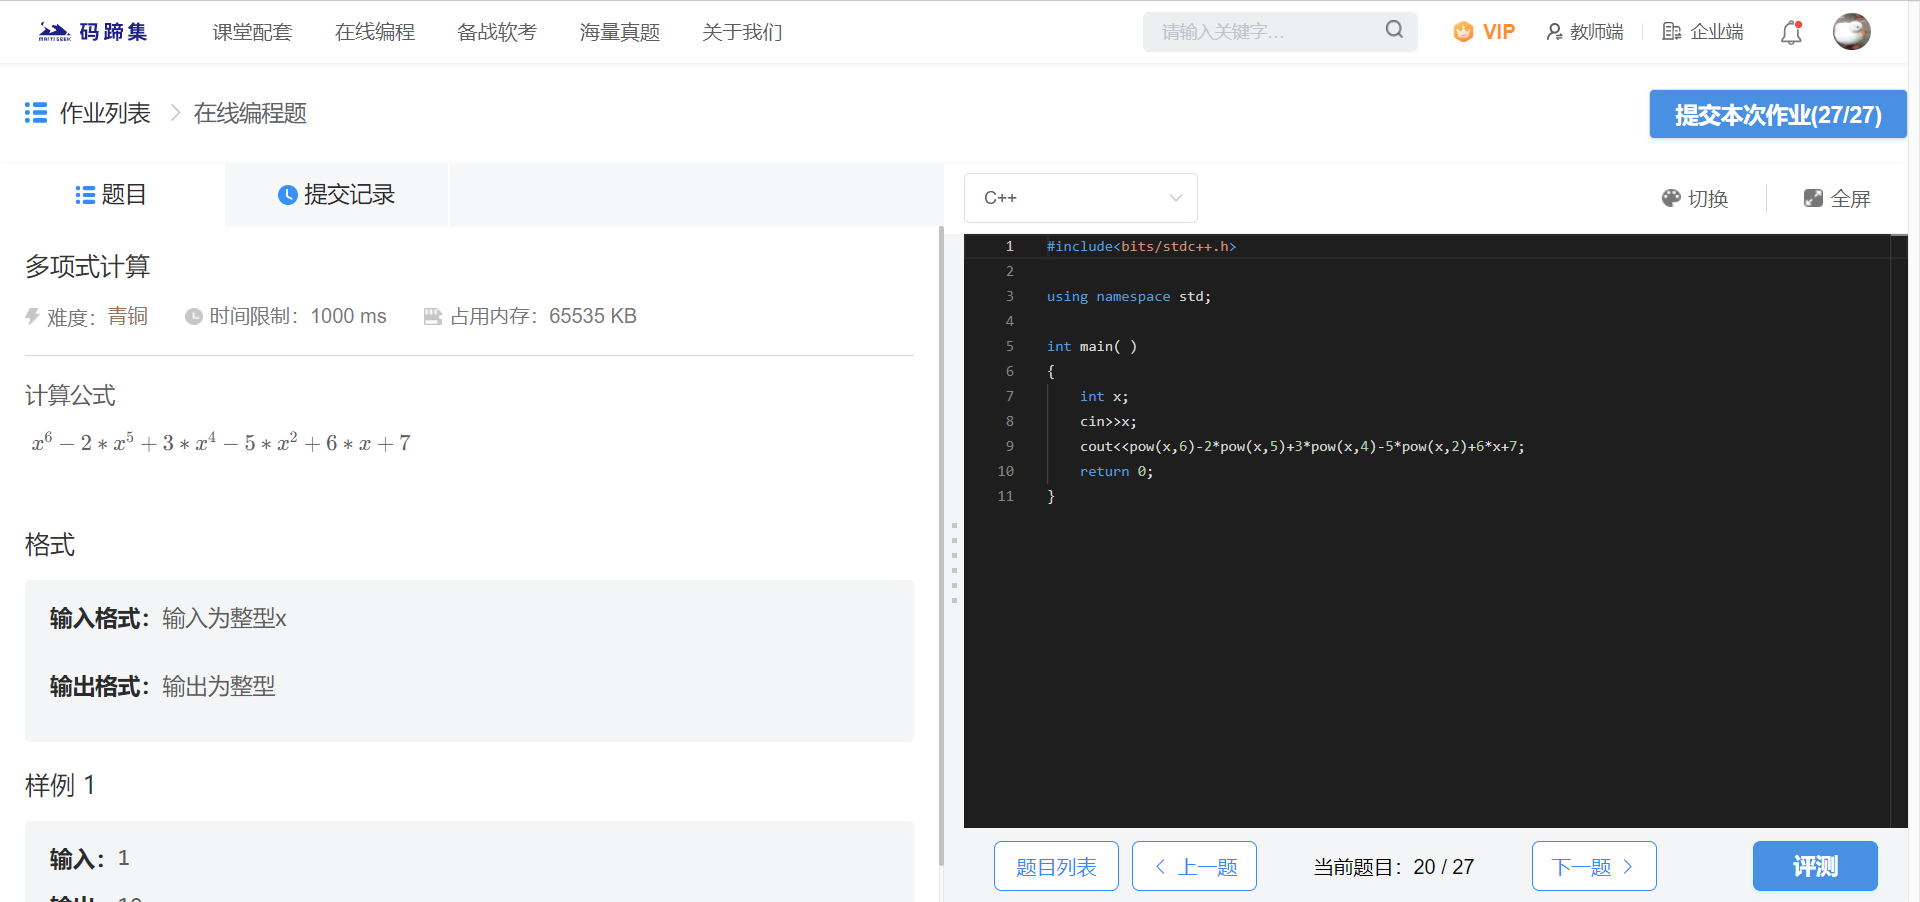 码蹄集
MAITI GEEK
课堂配套 在线编程 备战软考 海量真题 关于我们
请输入关键字…
VIP 教师端 企业端
作业列表 > 在线编程题
提交本次作业(27/27)
题目 提交记录
多项式计算
难度：青铜 时间限制：1000 ms 占用内存：65535 KB
计算公式
x⁶ − 2 ∗ x⁵ + 3 ∗ x⁴ − 5 ∗ x² + 6 ∗ x + 7
格式
输入格式：输入为整型x
输出格式：输出为整型
样例 1
输入：1
输出：10
C++
切换 全屏
1 #include<bits/stdc++.h>
2
3 using namespace std;
4
5 int main( )
6 {
7     int x;
8     cin>>x;
9     cout<<pow(x,6)-2*pow(x,5)+3*pow(x,4)-5*pow(x,2)+6*x+7;
10     return 0;
11 }
题目列表 < 上一题 当前题目：20 / 27 下一题 > 评测